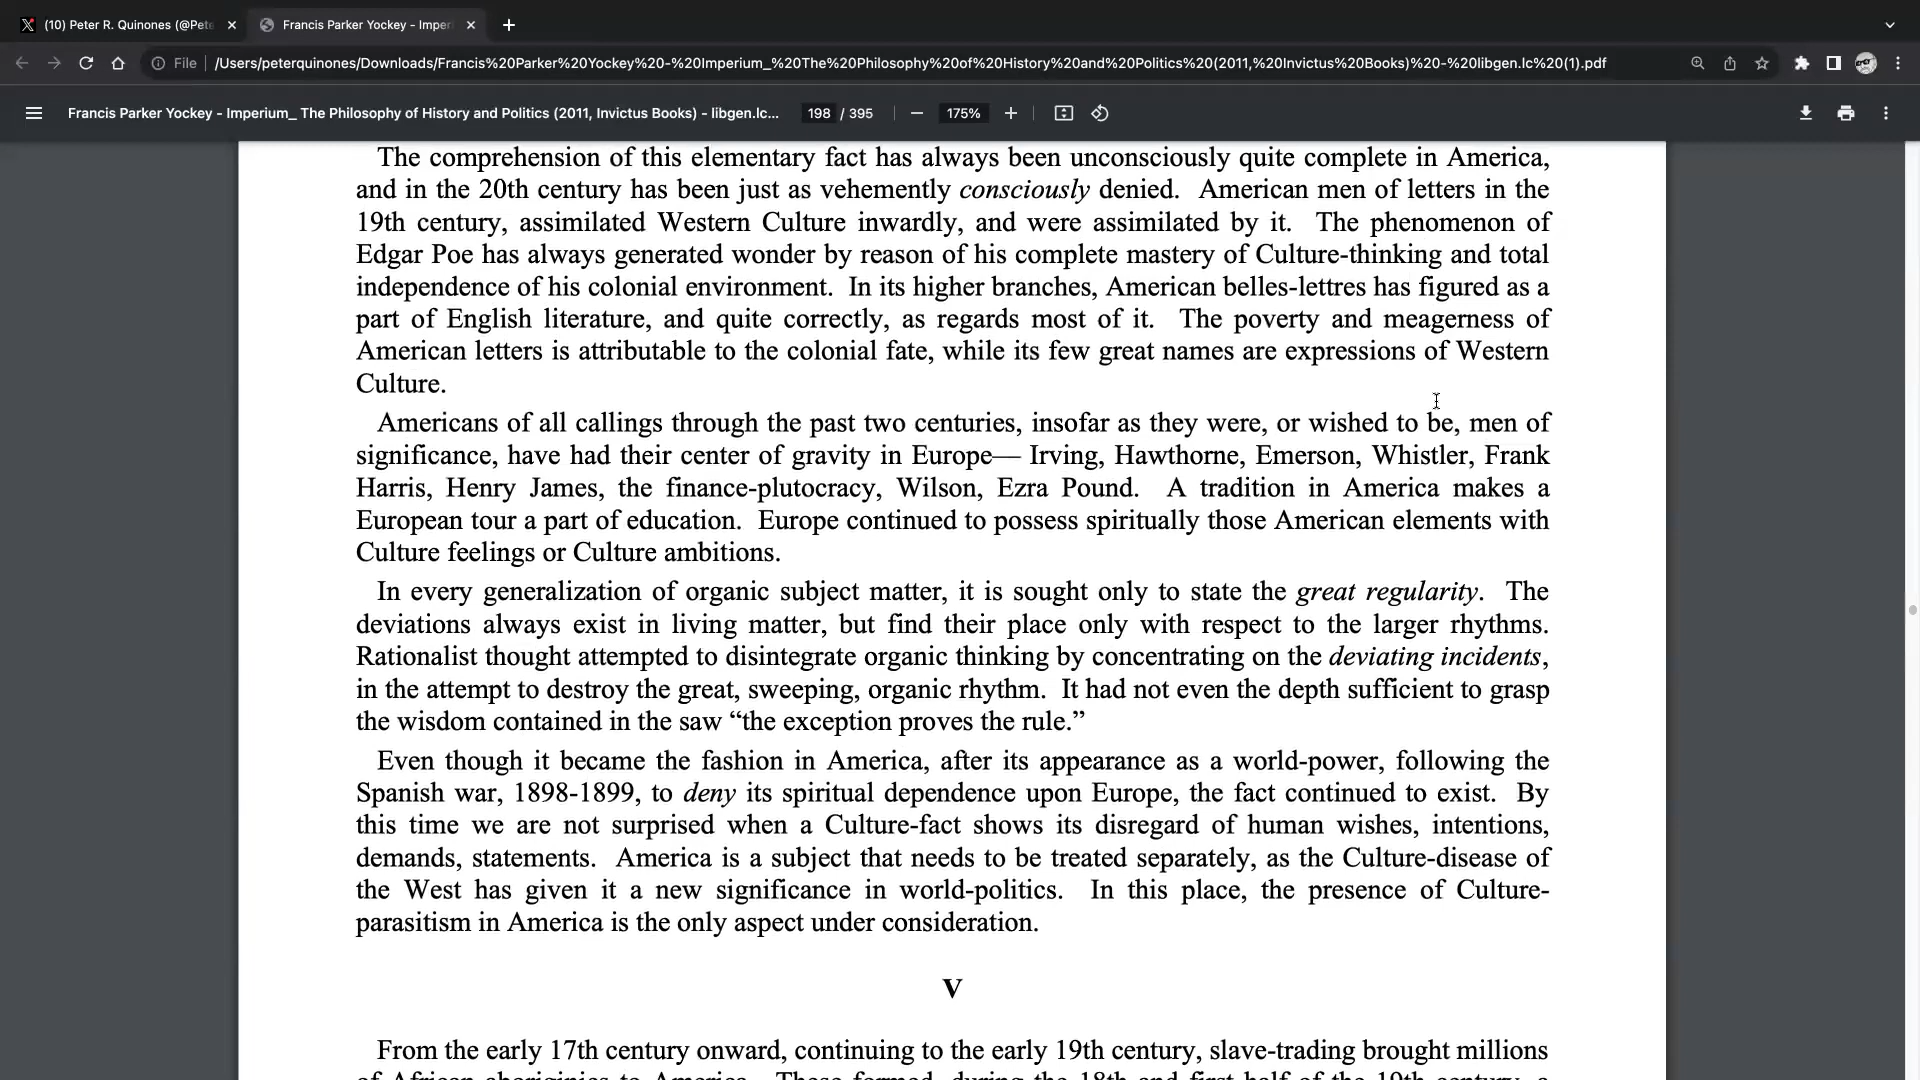 (10) Peter R. Quinones (@Pete
Francis Parker Yockey - Imper
File
/Users/peterquinones/Downloads/Francis%20Parker%20Yockey%20-%20Imperium_%20The%20Philosophy%20of%20History%20and%20Politics%20(2011,%20Invictus%20Books)%20-%20libgen.lc%20(1).pdf
Francis Parker Yockey - Imperium_ The Philosophy of History and Politics (2011, Invictus Books) - libgen.lc... 198 / 395 175%
The comprehension of this elementary fact has always been unconsciously quite complete in America,
and in the 20th century has been just as vehemently consciously denied. American men of letters in the
19th century, assimilated Western Culture inwardly, and were assimilated by it. The phenomenon of
Edgar Poe has always generated wonder by reason of his complete mastery of Culture-thinking and total
independence of his colonial environment. In its higher branches, American belles-lettres has figured as a
part of English literature, and quite correctly, as regards most of it. The poverty and meagerness of
American letters is attributable to the colonial fate, while its few great names are expressions of Western
Culture.
Americans of all callings through the past two centuries, insofar as they were, or wished to be, men of
significance, have had their center of gravity in Europe— Irving, Hawthorne, Emerson, Whistler, Frank
Harris, Henry James, the finance-plutocracy, Wilson, Ezra Pound. A tradition in America makes a
European tour a part of education. Europe continued to possess spiritually those American elements with
Culture feelings or Culture ambitions.
In every generalization of organic subject matter, it is sought only to state the great regularity. The
deviations always exist in living matter, but find their place only with respect to the larger rhythms.
Rationalist thought attempted to disintegrate organic thinking by concentrating on the deviating incidents,
in the attempt to destroy the great, sweeping, organic rhythm. It had not even the depth sufficient to grasp
the wisdom contained in the saw “the exception proves the rule.”
Even though it became the fashion in America, after its appearance as a world-power, following the
Spanish war, 1898-1899, to deny its spiritual dependence upon Europe, the fact continued to exist. By
this time we are not surprised when a Culture-fact shows its disregard of human wishes, intentions,
demands, statements. America is a subject that needs to be treated separately, as the Culture-disease of
the West has given it a new significance in world-politics. In this place, the presence of Culture-
parasitism in America is the only aspect under consideration.
V
From the early 17th century onward, continuing to the early 19th century, slave-trading brought millions
of African aboriginies to America. These formed, during the 18th and first half of the 19th century, a